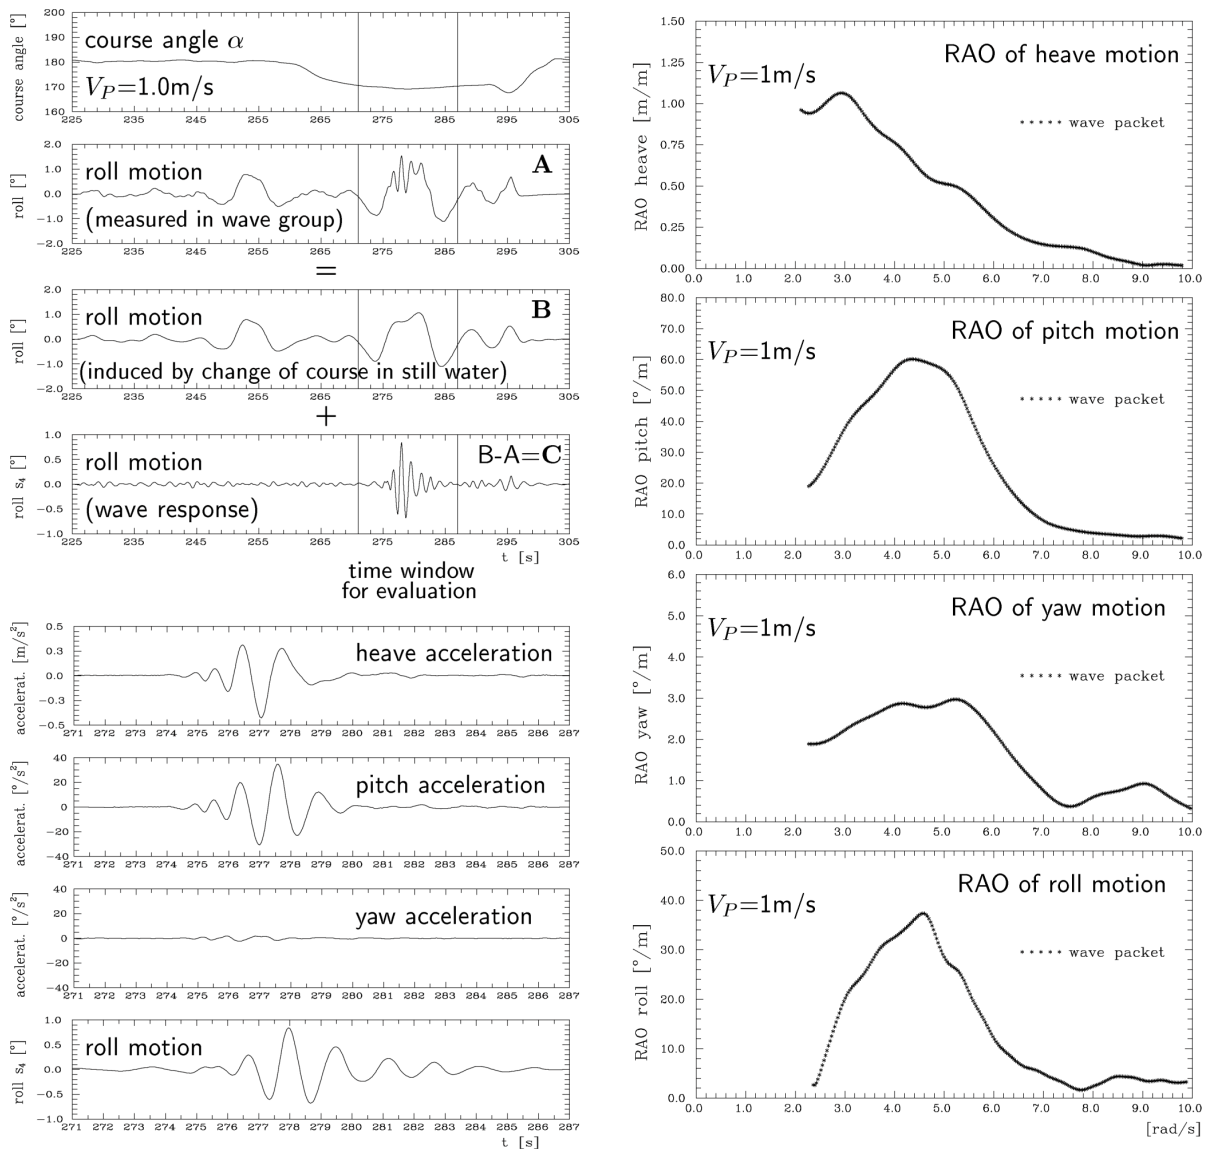 course angle [°]
200
190
180
170
160
course angle α
V_P=1.0m/s
225 235 245 255 265 275 285 295 305
roll [°]
2.0
1.0
0.0
−1.0
−2.0
roll motion
A
(measured in wave group)
225 235 245 255 265 275 285 295 305
=
roll [°]
2.0
1.0
0.0
−1.0
−2.0
roll motion
B
(induced by change of course in still water)
225 235 245 255 265 275 285 295 305
+
roll s₄ [°]
1.0
0.5
0.0
−0.5
−1.0
roll motion
B-A=C
(wave response)
225 235 245 255 265 275 285 295 305
t [s]
time window
for evaluation
accelerat. [m/s²]
0.5
0.3
0.0
−0.3
−0.5
heave acceleration
271 272 273 274 275 276 277 278 279 280 281 282 283 284 285 286 287
accelerat. [°/s²]
40
20
0
−20
−40
pitch acceleration
271 272 273 274 275 276 277 278 279 280 281 282 283 284 285 286 287
accelerat. [°/s²]
40
20
0
−20
−40
yaw acceleration
271 272 273 274 275 276 277 278 279 280 281 282 283 284 285 286 287
roll s₄ [°]
1.0
0.5
0.0
−0.5
−1.0
roll motion
271 272 273 274 275 276 277 278 279 280 281 282 283 284 285 286 287
t [s]
RAO heave [m/m]
1.50
1.25
1.00
0.75
0.50
0.25
0.00
RAO of heave motion
V_P=1m/s
***** wave packet
0.0 1.0 2.0 3.0 4.0 5.0 6.0 7.0 8.0 9.0 10.0
RAO pitch [°/m]
80.0
70.0
60.0
50.0
40.0
30.0
20.0
10.0
0.0
RAO of pitch motion
V_P=1m/s
***** wave packet
0.0 1.0 2.0 3.0 4.0 5.0 6.0 7.0 8.0 9.0 10.0
RAO yaw [°/m]
6.0
5.0
4.0
3.0
2.0
1.0
0.0
RAO of yaw motion
V_P=1m/s
***** wave packet
0.0 1.0 2.0 3.0 4.0 5.0 6.0 7.0 8.0 9.0 10.0
RAO roll [°/m]
50.0
40.0
30.0
20.0
10.0
0.0
RAO of roll motion
V_P=1m/s
***** wave packet
0.0 1.0 2.0 3.0 4.0 5.0 6.0 7.0 8.0 9.0 10.0
[rad/s]